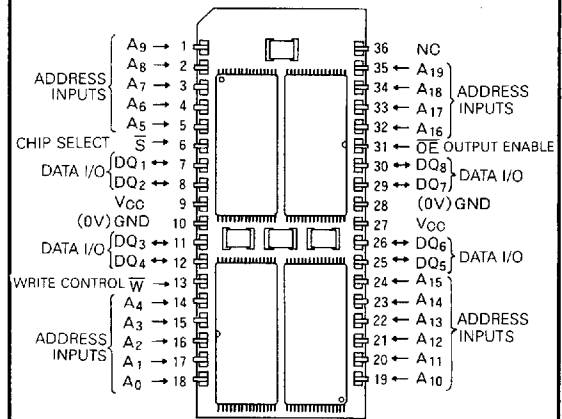 A9 → 1
A8 → 2
ADDRESS INPUTS A7 → 3
A6 → 4
A5 → 5
CHIP SELECT S̅ → 6
DATA I/O DQ1 ↔ 7
DQ2 ↔ 8
VCC 9
(0V) GND 10
DATA I/O DQ3 ↔ 11
DQ4 ↔ 12
WRITE CONTROL W̅ → 13
A4 → 14
A3 → 15
ADDRESS INPUTS A2 → 16
A1 → 17
A0 → 18
36 NC
35 ← A19
34 ← A18 ADDRESS INPUTS
33 ← A17
32 ← A16
31 ← O̅E̅ OUTPUT ENABLE
30 ↔ DQ8 DATA I/O
29 ↔ DQ7
28 (0V) GND
27 VCC
26 ↔ DQ6 DATA I/O
25 ↔ DQ5
24 ← A15
23 ← A14
22 ← A13 ADDRESS INPUTS
21 ← A12
20 ← A11
19 ← A10